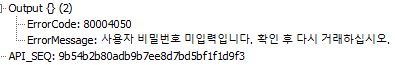 Output {} (2)
ErrorCode: 80004050
ErrorMessage: 사용자 비밀번호 미입력입니다. 확인 후 다시 거래하십시오.
API_SEQ: 9b54b2b80adb9b7ee8d7bd5bf1f1d9f3